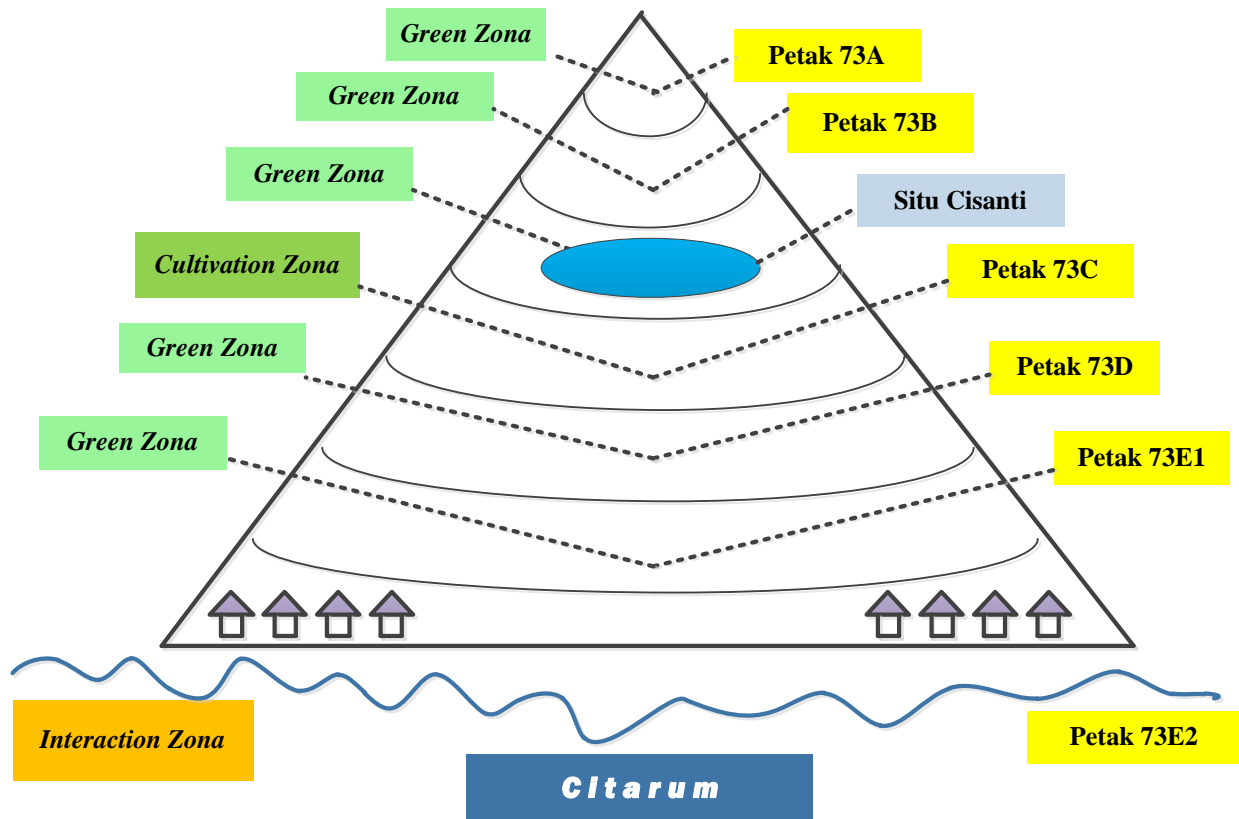 Green Zona
Petak 73A
Green Zona
Petak 73B
Green Zona
Situ Cisanti
Cultivation Zona
Petak 73C
Green Zona
Petak 73D
Green Zona
Petak 73E1
Interaction Zona
Petak 73E2
Citarum